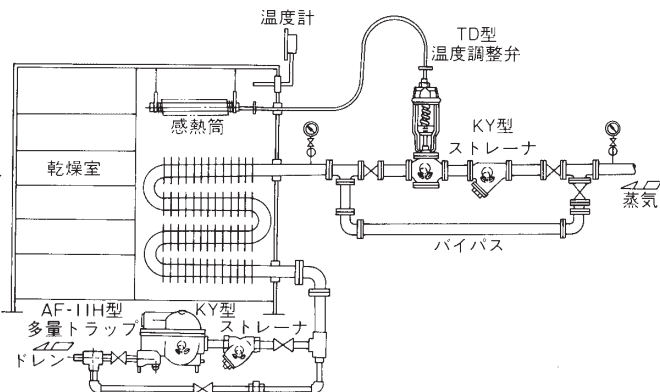 温度計
TD型
温度調整弁
感熱筒
KY型
ストレーナ
乾燥室
蒸気
バイパス
AF-11H型
多量トラップ
KY型
ストレーナ
ドレン